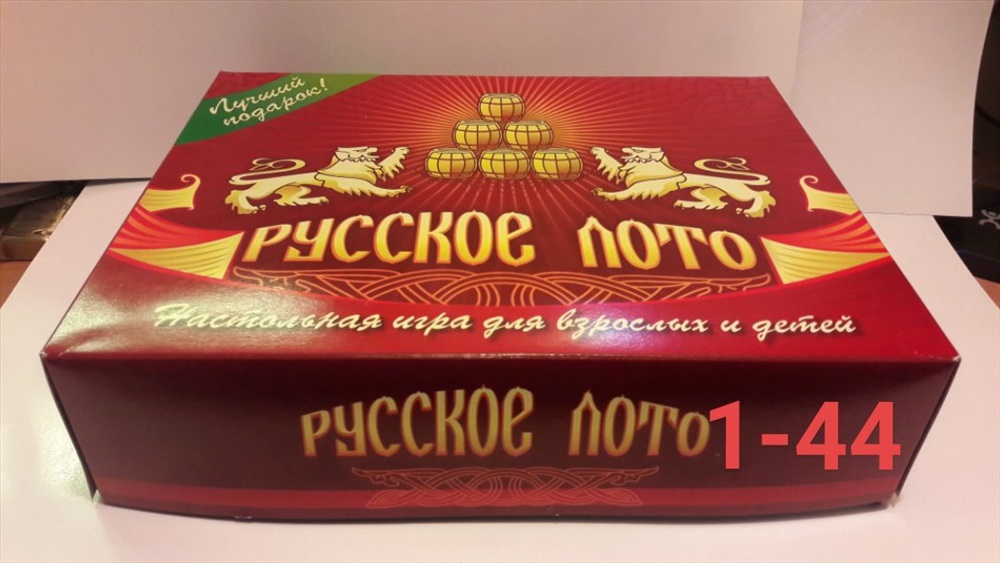 Лучший
подарок!
РУССКОЕ ЛОТО
Настольная игра для взрослых и детей
РУССКОЕ ЛОТО
1-44